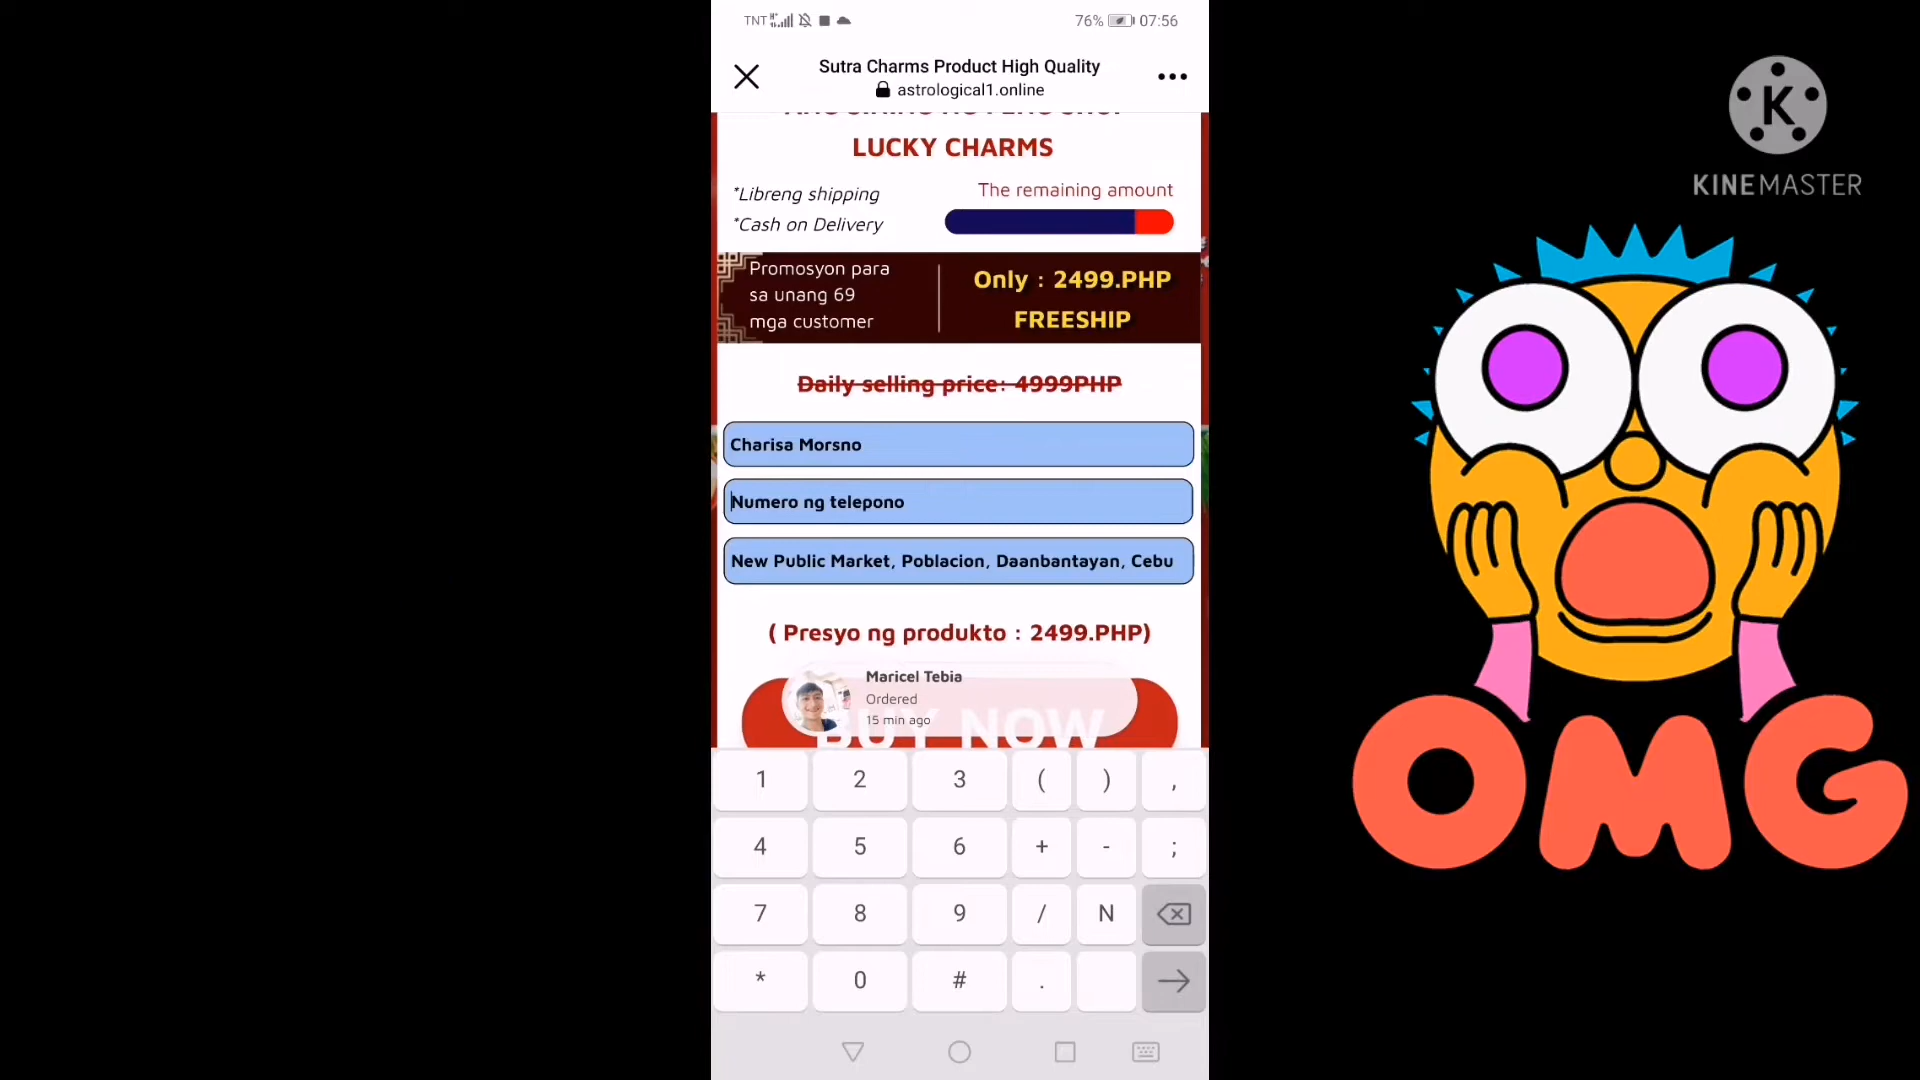 TNT
76%
07:56
Sutra Charms Product High Quality
astrological1.online
LUCKY CHARMS
*Libreng shipping
*Cash on Delivery
The remaining amount
Promosyon para
sa unang 69
mga customer
Only : 2499.PHP
FREESHIP
Daily selling price: 4999PHP
Charisa Morsno
Numero ng telepono
New Public Market, Poblacion, Daanbantayan, Cebu
( Presyo ng produkto : 2499.PHP)
Maricel Tebia
Ordered
15 min ago
BUY NOW
1 2 3 ( ) ,
4 5 6 + - ;
7 8 9 / N
* 0 # .
K
KINEMASTER
OMG